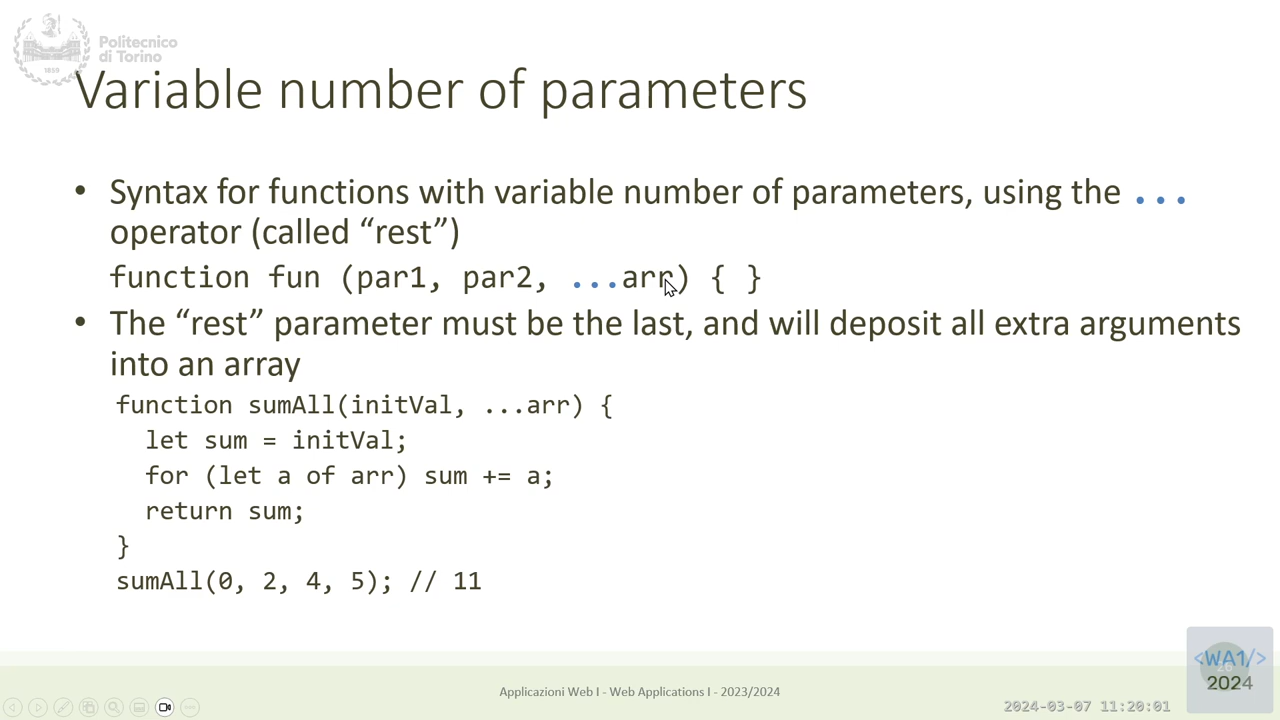 Politecnico
di Torino
1859
Variable number of parameters
• Syntax for functions with variable number of parameters, using the ...
operator (called “rest”)
function fun (par1, par2, ...arr) { }
• The “rest” parameter must be the last, and will deposit all extra arguments
into an array
function sumAll(initVal, ...arr) {
let sum = initVal;
for (let a of arr) sum += a;
return sum;
}
sumAll(0, 2, 4, 5); // 11
<WA1/>
2024
Applicazioni Web I - Web Applications I - 2023/2024
2024-03-07 11:20:01